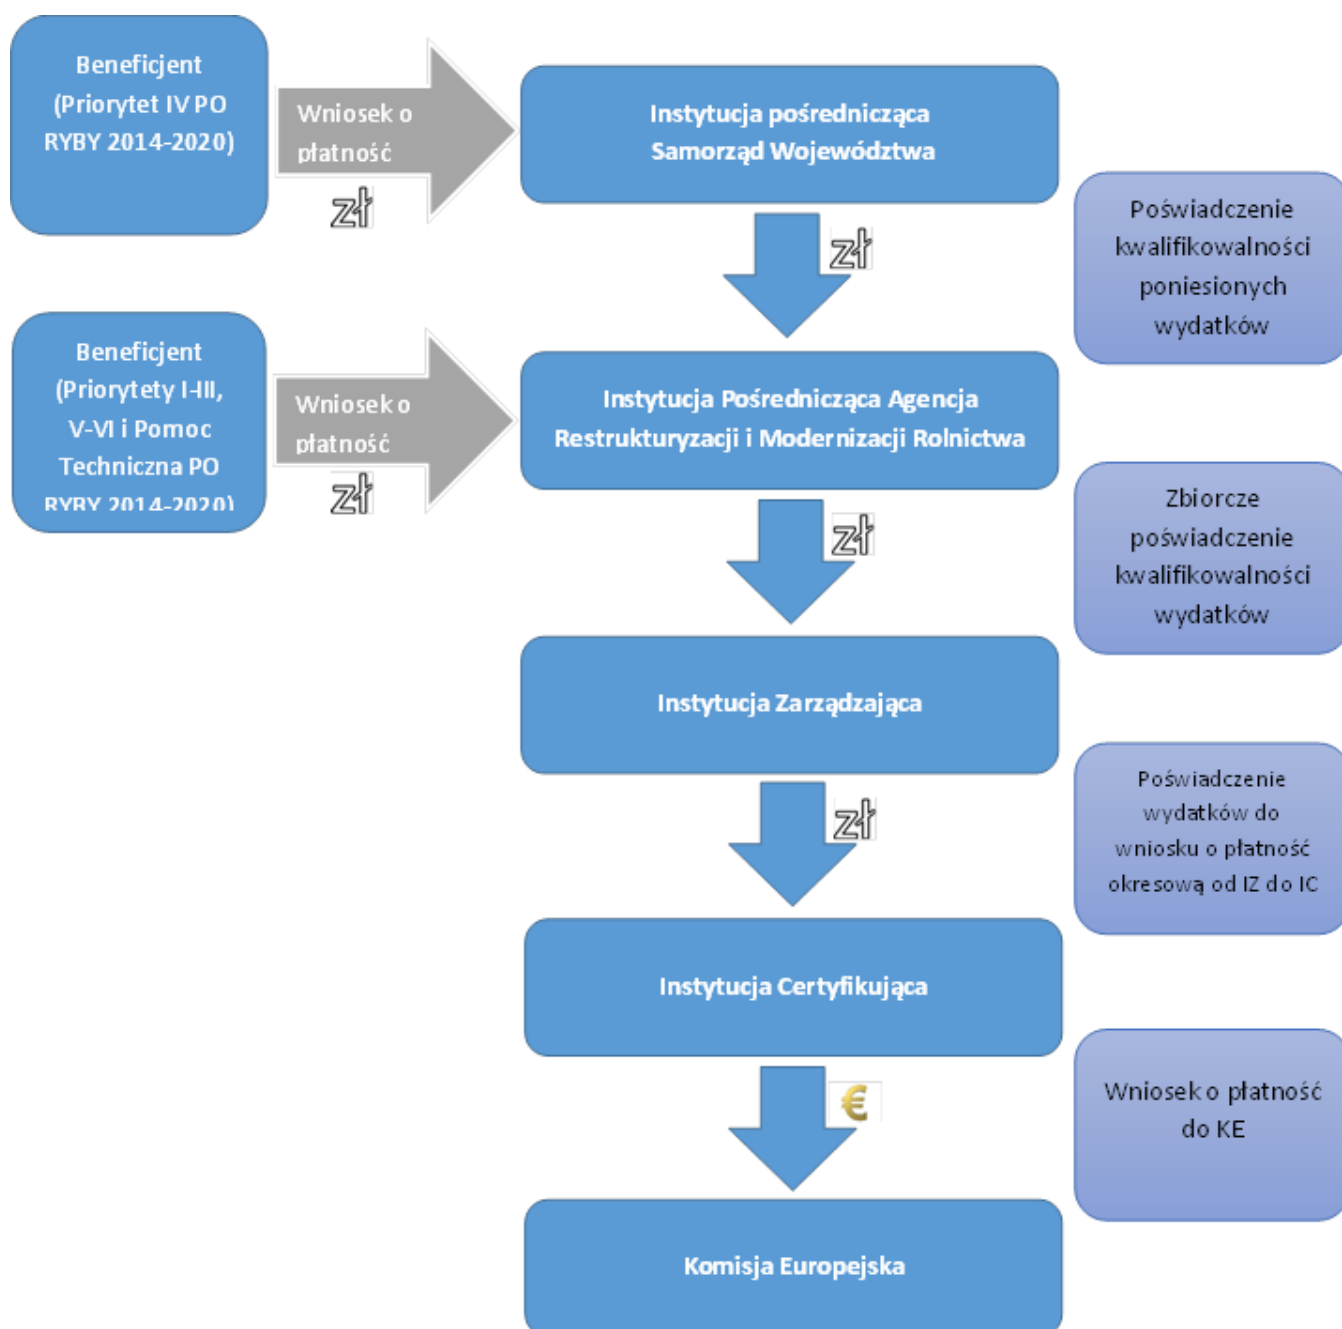 Beneficjent
(Priorytet IV PO
RYBY 2014-2020)
Wniosek o
płatność
zł
Instytucja pośrednicząca
Samorząd Województwa
zł
Poświadczenie
kwalifikowalności
poniesionych
wydatków
Beneficjent
(Priorytety I-III,
V-VI i Pomoc
Techniczna PO
RYBY 2014-2020)
Wniosek o
płatność
zł
Instytucja Pośrednicząca Agencja
Restrukturyzacji i Modernizacji Rolnictwa
zł
Zbiorcze
poświadczenie
kwalifikowalności
wydatków
Instytucja Zarządzająca
zł
Poświadczenie
wydatków do
wniosku o płatność
okresową od IZ do IC
Instytucja Certyfikująca
€
Wniosek o płatność
do KE
Komisja Europejska